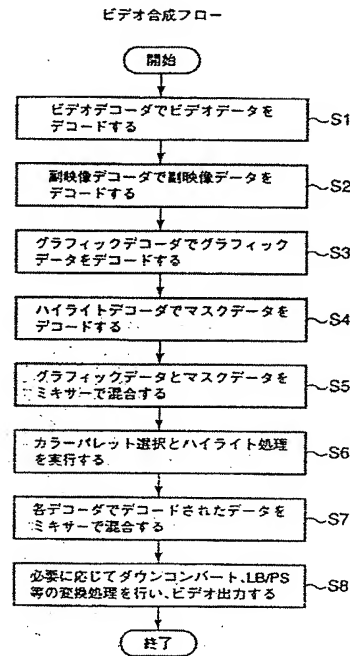 ビデオ合成フロー
開始
ビデオデコーダでビデオデータを
デコードする
S1
副映像デコーダで副映像データを
デコードする
S2
グラフィックデコーダでグラフィック
データをデコードする
S3
ハイライトデコーダでマスクデータを
デコードする
S4
グラフィックデータとマスクデータを
ミキサーで混合する
S5
カラーパレット選択とハイライト処理
を実行する
S6
各デコーダでデコードされたデータを
ミキサーで混合する
S7
必要に応じてダウンコンバート、LB/PS
等の変換処理を行い、ビデオ出力する
S8
終了